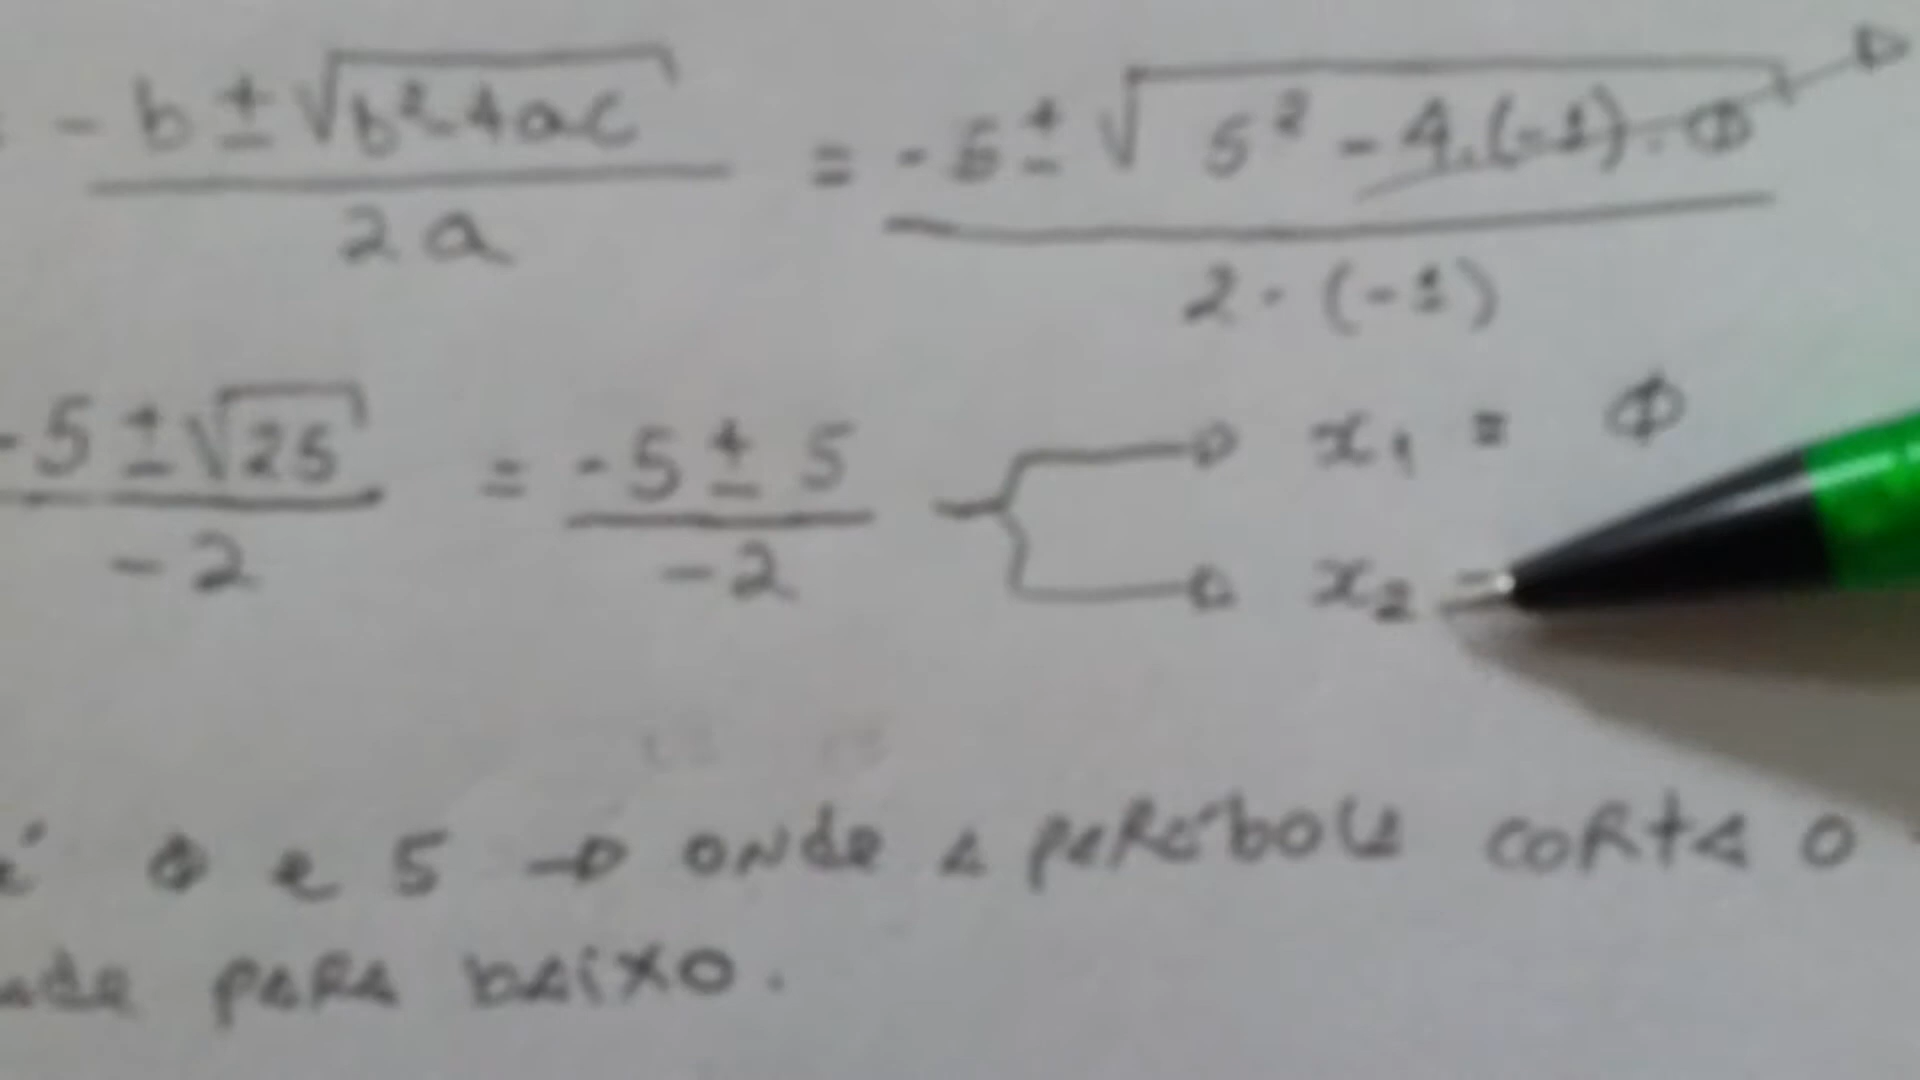 - b ± √b²-4ac / 2a = -5 ± √5² - 4.(-1).0 / 2 · (-1)
-5 ± √25 / -2 = -5 ± 5 / -2 x₁ = 0
x₂ =
é 0 e 5 → onde a parábola corta o
para baixo.